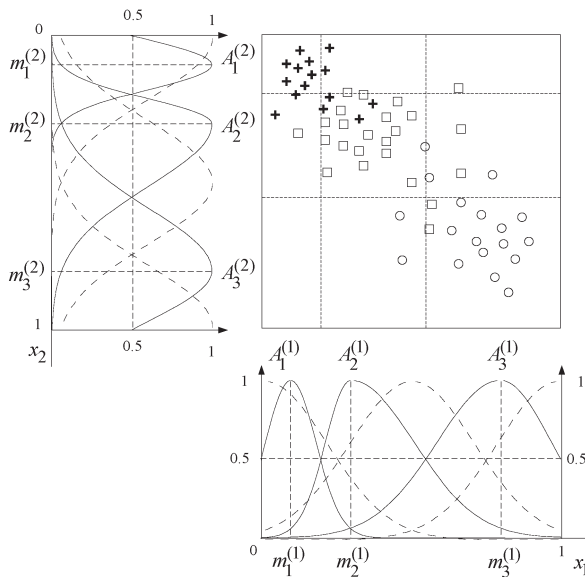 0.5
1
0
m₁⁽²⁾
A₁⁽²⁾
m₂⁽²⁾
A₂⁽²⁾
m₃⁽²⁾
A₃⁽²⁾
1
x₂
0.5
1
A₁⁽¹⁾ A₂⁽¹⁾ A₃⁽¹⁾
1 1
0.5 0.5
0 1
m₁⁽¹⁾ m₂⁽¹⁾ m₃⁽¹⁾ x₁